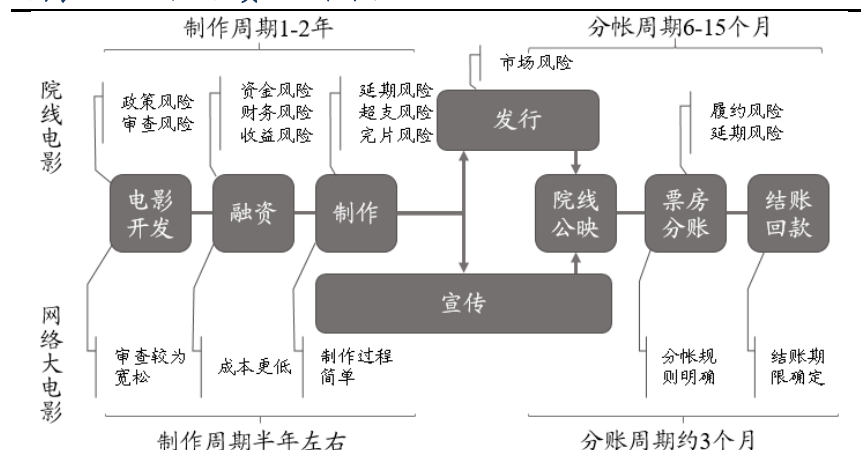 制作周期1-2年
分帐周期6-15个月
院线电影
政策风险
审查风险
资金风险
财务风险
收益风险
延期风险
超支风险
完片风险
市场风险
履约风险
延期风险
发行
电影
开发
融资
制作
院线
公映
票房
分账
结账
回款
宣传
网络大电影
审查较为
宽松
成本更低
制作过程
简单
分帐规
则明确
结账期
限确定
制作周期半年左右
分账周期约3个月